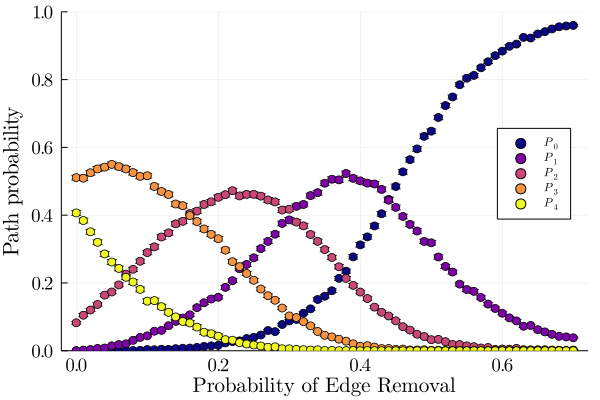 Path probability
1.0
0.8
0.6
0.4
0.2
0.0
0.0 0.2 0.4 0.6
Probability of Edge Removal
P₀
P₁
P₂
P₃
P₄